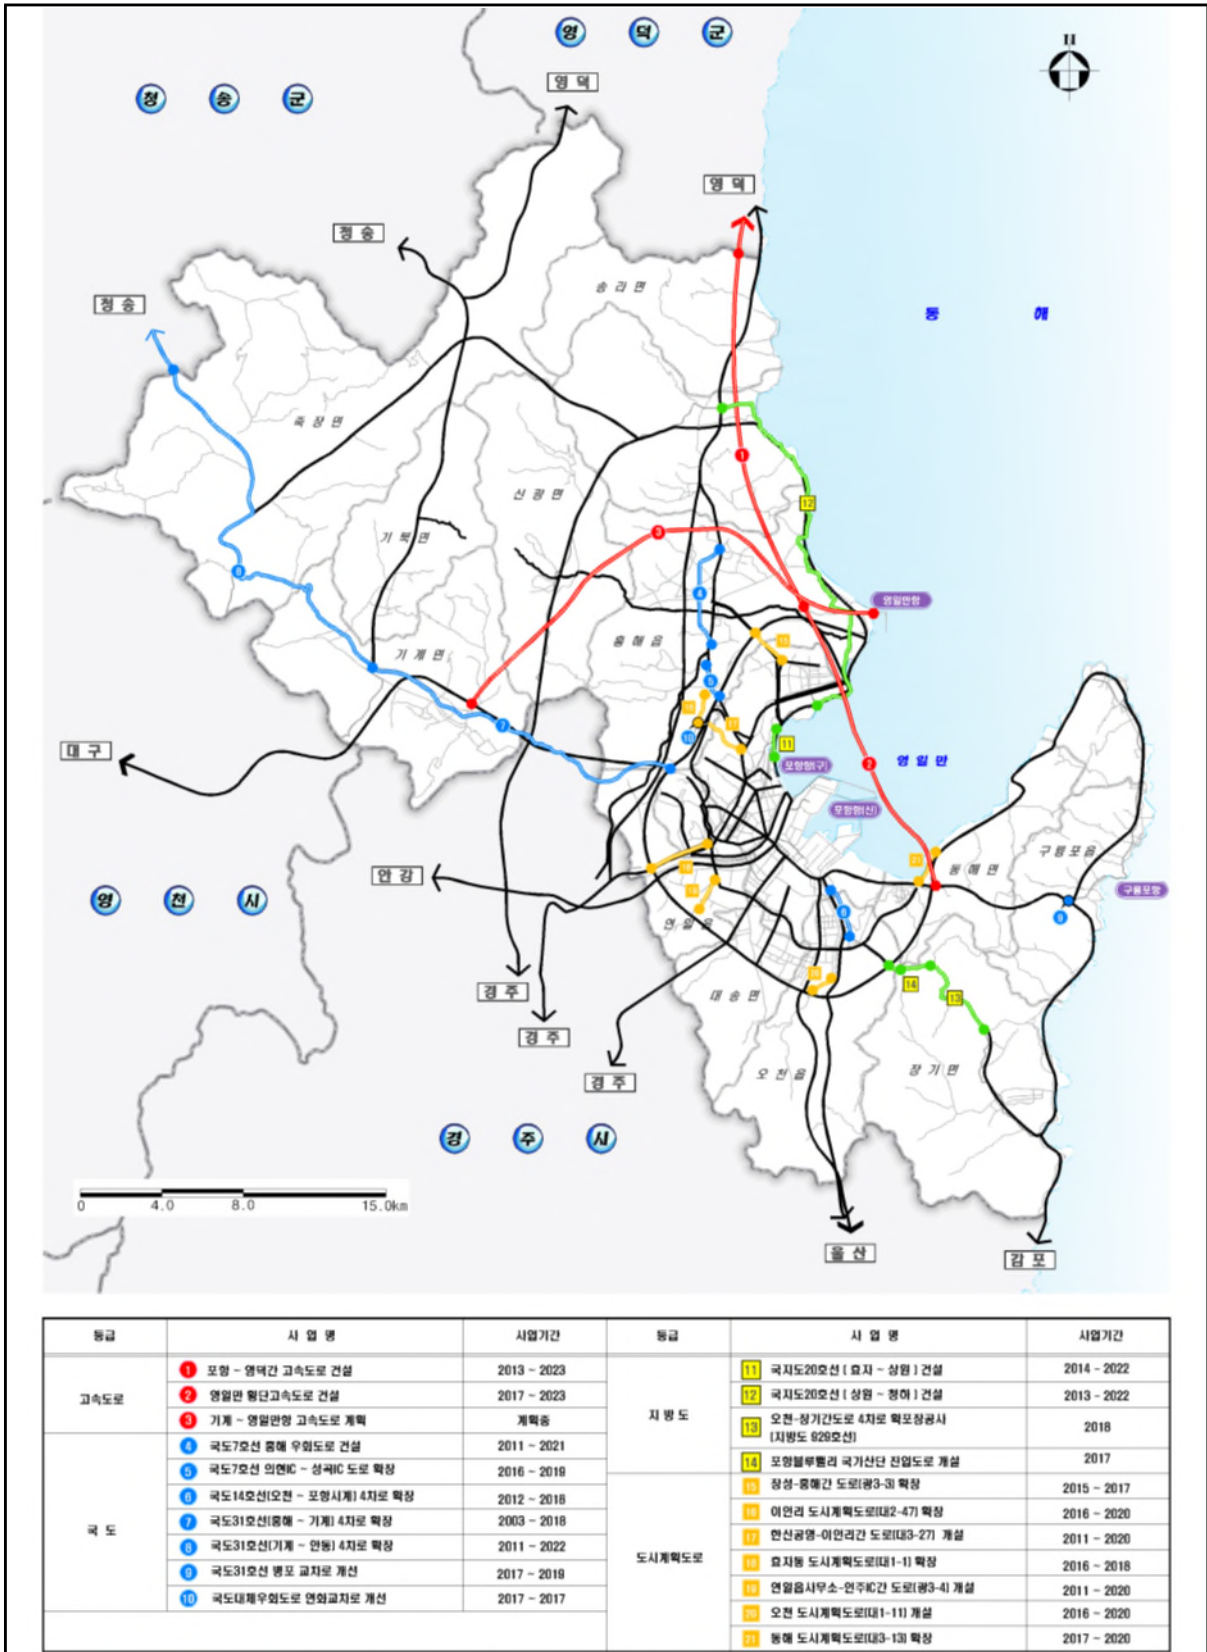 영 덕 군
N
청 송 군
영 덕
영 덕
청 송
청 송
송 라 면
동 해
죽 장 면
1
신 광 면
12
기 북 면
3
8
4
영일만항
흥 해 읍
15
기 계 면
5
16
7
17
10
11
대 구
2
영 일 만
포항항(구)
포항항(신)
구 룡 포 읍
21
동 해 면
안 강
구룡포항
영 천 시
6
9
연 일 읍
경 주
14
13
대 송 면
경 주
장 기 면
오 천 읍
경 주
경 주 시
0 4.0 8.0 15.0km
울 산
감 포
등급 사 업 명 사업기간 등급 사 업 명 사업기간
고속도로
1 포항 ~ 영덕간 고속도로 건설 2013 ~ 2023
2 영일만 횡단고속도로 건설 2017 ~ 2023
3 기계 ~ 영일만항 고속도로 계획 계획중
국 도
4 국도7호선 흥해 우회도로 건설 2011 ~ 2021
5 국도7호선 의현IC ~ 성곡IC 도로 확장 2016 ~ 2019
6 국도14호선(오천 ~ 포항시계) 4차로 확장 2012 ~ 2018
7 국도31호선(흥해 ~ 기계) 4차로 확장 2003 ~ 2018
8 국도31호선(기계 ~ 안동) 4차로 확장 2011 ~ 2022
9 국도31호선 병포 교차로 개선 2017 ~ 2019
10 국도대체우회도로 연화교차로 개선 2017 ~ 2017
지 방 도
11 국지도20호선 ( 효자 ~ 상원 ) 건설 2014 ~ 2022
12 국지도20호선 ( 상원 ~ 청하 ) 건설 2013 ~ 2022
13 오천-장기간도로 4차로 확포장공사 2018
(지방도 929호선)
14 포항블루밸리 국가산단 진입도로 개설 2017
도시계획도로
15 장성-흥해간 도로(광3-3) 확장 2015 ~ 2017
16 이인리 도시계획도로(대2-47) 확장 2016 ~ 2020
17 한신공영-이인리간 도로(대3-27) 개설 2011 ~ 2020
18 효자동 도시계획도로(대1-1) 확장 2016 ~ 2018
19 연일읍사무소-인주IC간 도로(광3-4) 개설 2011 ~ 2020
20 오천 도시계획도로(대1-11) 개설 2016 ~ 2020
21 동해 도시계획도로(대3-13) 확장 2017 ~ 2020